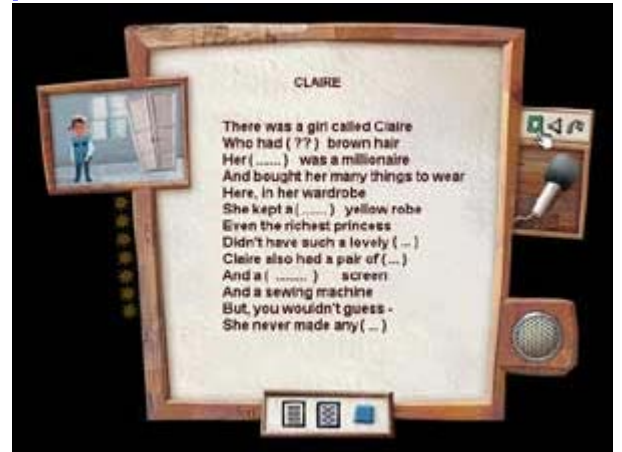 CLAIRE
There was a girl called Claire
Who had ( ?? ) brown hair
Her ( ...... ) was a millionaire
And bought her many things to wear
Here, in her wardrobe
She kept a ( ...... ) yellow robe
Even the richest princess
Didn't have such a lovely ( ... )
Claire also had a pair of ( ... )
And a ( ........ ) screen
And a sewing machine
But, you wouldn't guess -
She never made any ( ... )